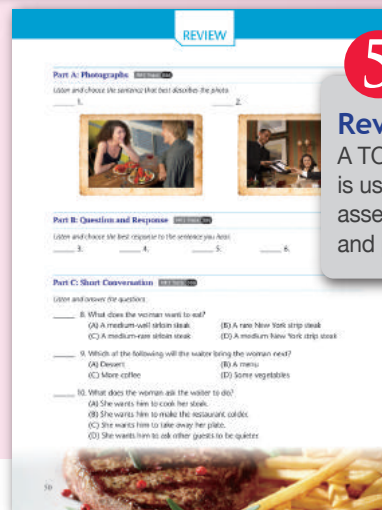 REVIEW
5
Rev
A TO
is us
asse
and
Part A: Photographs
Listen and choose the sentence that best describes the photo.
1. 2.
Part B: Question and Response
Listen and choose the best response to the sentence you hear.
3. 4. 5. 6.
Part C: Short Conversation
Listen and answer the questions.
8. What does the woman want to eat?
(A) A medium-well sirloin steak (B) A rare New York strip steak
(C) A medium-rare sirloin steak (D) A medium New York strip steak
9. Which of the following will the waiter bring the woman next?
(A) Dessert (B) A menu
(C) More coffee (D) Some vegetables
10. What does the woman ask the waiter to do?
(A) She wants him to cook her steak.
(B) She wants him to make the restaurant colder.
(C) She wants him to take away her plate.
(D) She wants him to ask other guests to be quieter.
50